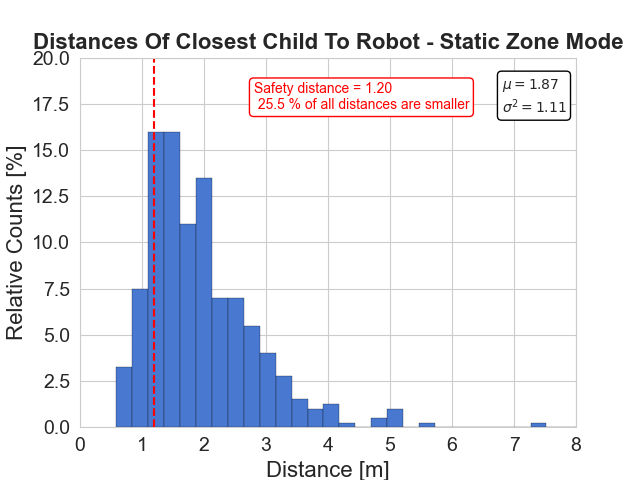 Distances Of Closest Child To Robot - Static Zone Mode
20.0
17.5
15.0
12.5
10.0
7.5
5.0
2.5
0.0
Relative Counts [%]
Safety distance = 1.20
25.5 % of all distances are smaller
μ = 1.87
σ² = 1.11
0 1 2 3 4 5 6 7 8
Distance [m]